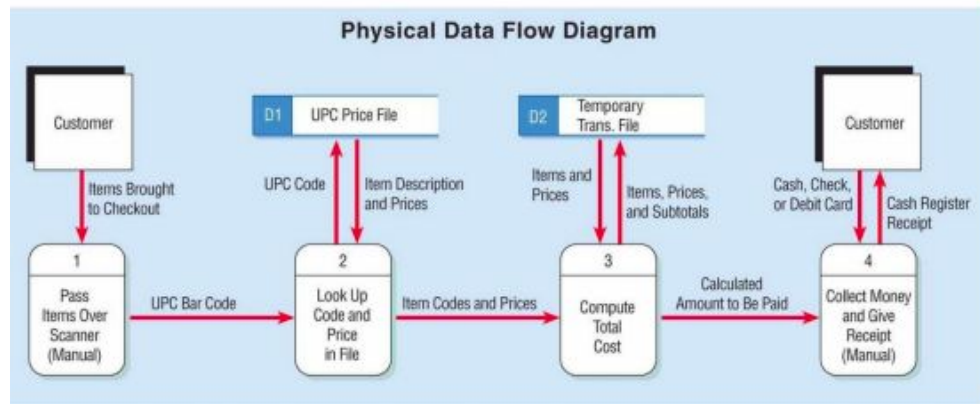 Physical Data Flow Diagram
Customer
D1
UPC Price File
D2
Temporary
Trans. File
Customer
Items Brought
to Checkout
UPC Code
Item Description
and Prices
Items and
Prices
Items, Prices,
and Subtotals
Cash, Check,
or Debit Card
Cash Register
Receipt
1
Pass
Items Over
Scanner
(Manual)
UPC Bar Code
2
Look Up
Code and
Price
in File
Item Codes and Prices
3
Compute
Total
Cost
Calculated
Amount to Be Paid
4
Collect Money
and Give
Receipt
(Manual)